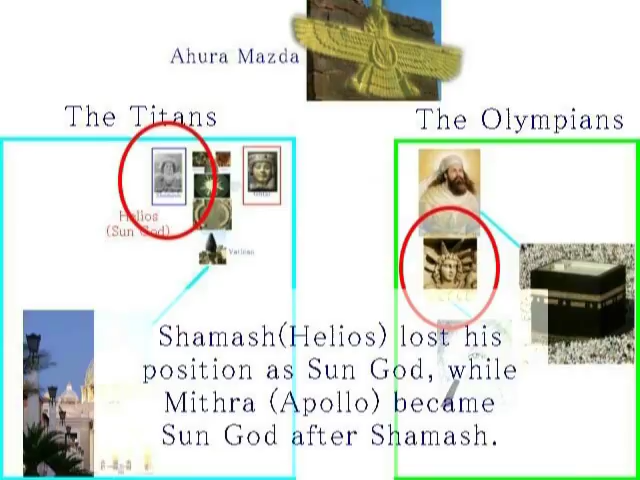 Ahura Mazda
The Titans
The Olympians
Helios
(Sun God)
Vatican
Shamash(Helios) lost his
position as Sun God, while
Mithra (Apollo) became
Sun God after Shamash.